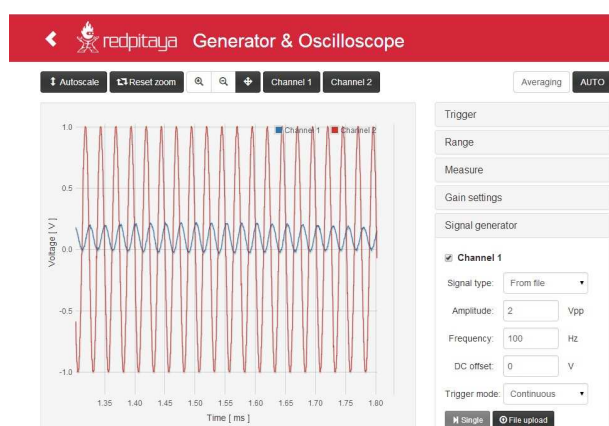 redpitaya Generator & Oscilloscope
Autoscale Reset zoom Channel 1 Channel 2 Averaging AUTO
Channel 1 Channel 2
1.0
0.5
0.0
-0.5
-1.0
Voltage [ V ]
1.35 1.40 1.45 1.50 1.55 1.60 1.65 1.70 1.75 1.80
Time [ ms ]
Trigger
Range
Measure
Gain settings
Signal generator
Channel 1
Signal type: From file
Amplitude: 2 Vpp
Frequency: 100 Hz
DC offset: 0 V
Trigger mode: Continuous
Single File upload